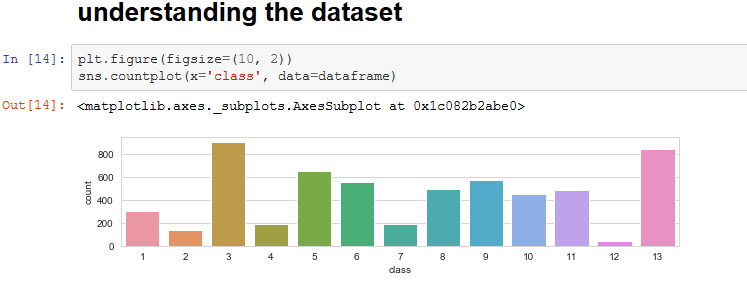 understanding the dataset
In [14]: plt.figure(figsize=(10, 2))
sns.countplot(x='class', data=dataframe)
Out[14]: <matplotlib.axes._subplots.AxesSubplot at 0x1c082b2abe0>
800
600
400
200
0
count
1 2 3 4 5 6 7 8 9 10 11 12 13
class